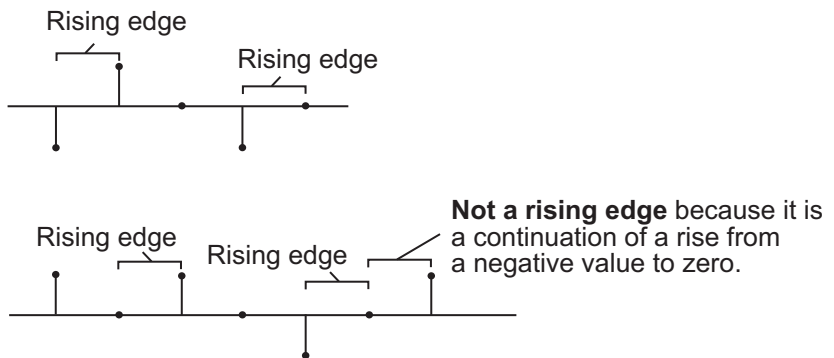 Rising edge
Rising edge
Not a rising edge because it is
a continuation of a rise from
a negative value to zero.
Rising edge
Rising edge